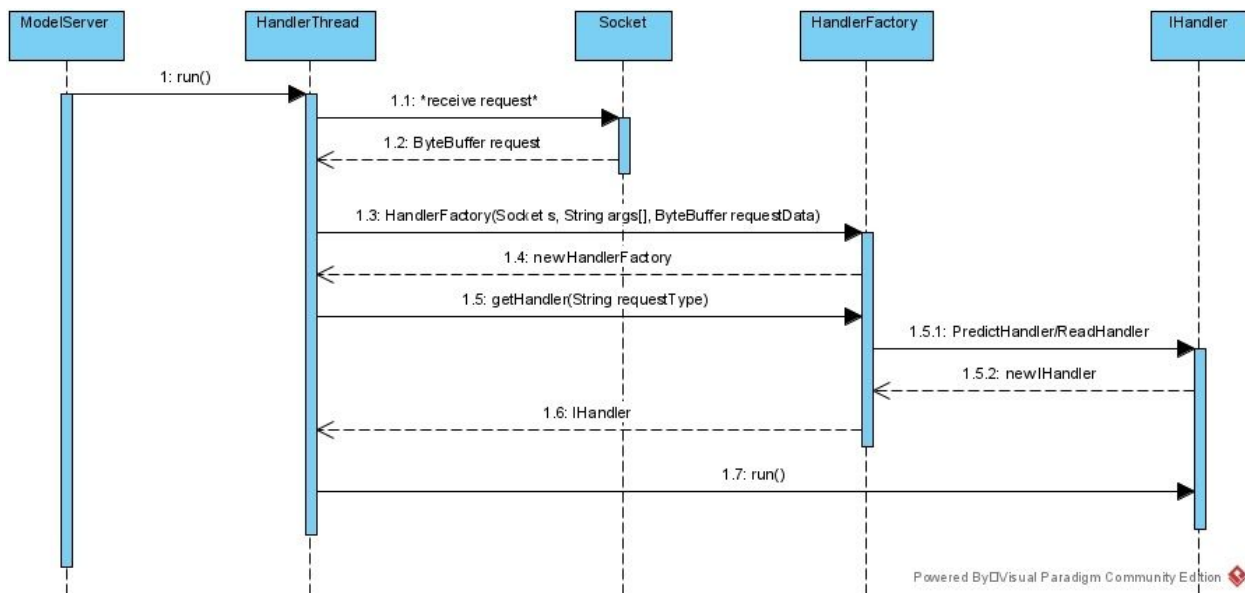 ModelServer
HandlerThread
Socket
HandlerFactory
IHandler
1: run()
1.1: *receive request*
1.2: ByteBuffer request
1.3: HandlerFactory(Socket s, String args[], ByteBuffer requestData)
1.4: newHandlerFactory
1.5: getHandler(String requestType)
1.5.1: PredictHandler/ReadHandler
1.5.2: newIHandler
1.6: IHandler
1.7: run()
Powered By□Visual Paradigm Community Edition